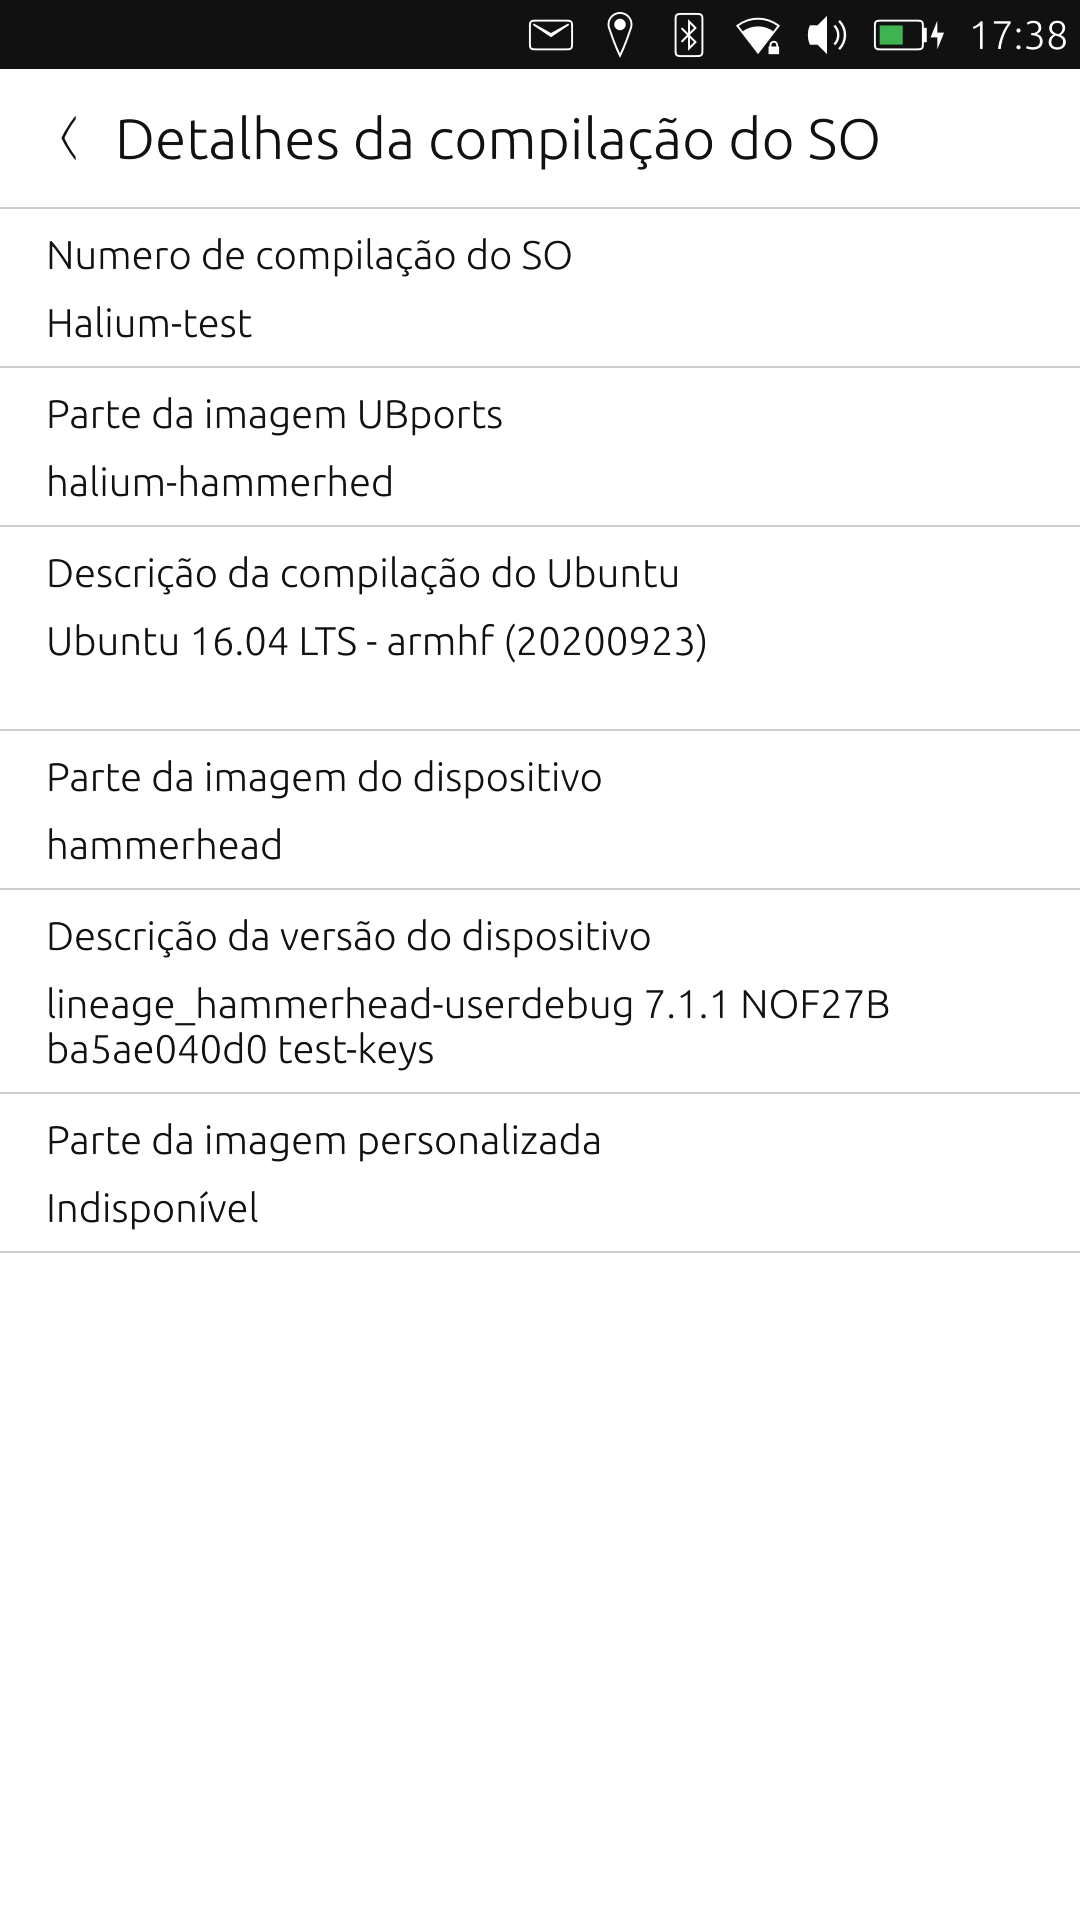 17:38
Detalhes da compilação do SO
Numero de compilação do SO
Halium-test
Parte da imagem UBports
halium-hammerhed
Descrição da compilação do Ubuntu
Ubuntu 16.04 LTS - armhf (20200923)
Parte da imagem do dispositivo
hammerhead
Descrição da versão do dispositivo
lineage_hammerhead-userdebug 7.1.1 NOF27B
ba5ae040d0 test-keys
Parte da imagem personalizada
Indisponível